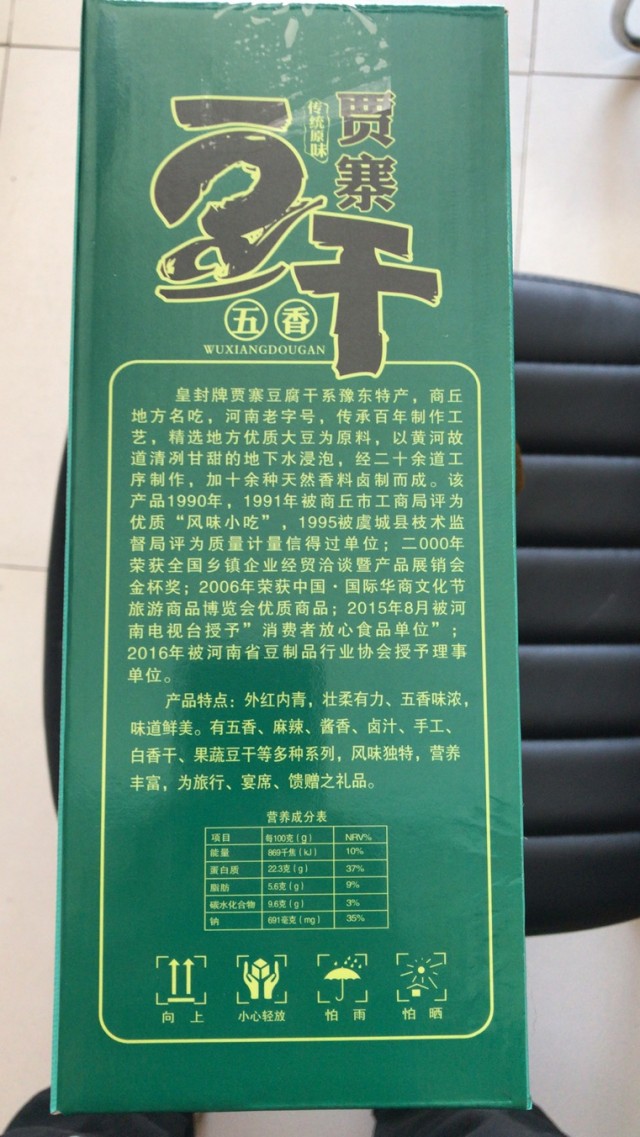 贾寨
豆干
传统原味
五香
WUXIANGDOUGAN
皇封牌贾寨豆腐干系豫东特产，商丘
地方名吃，河南老字号，传承百年制作工
艺，精选地方优质大豆为原料，以黄河故
道清冽甘甜的地下水浸泡，经二十余道工
序制作，加十余种天然香料卤制而成。该
产品1990年，1991年被商丘市工商局评为
优质“风味小吃”，1995被虞城县枝术监
督局评为质量计量信得过单位；二000年
荣获全国乡镇企业经贸洽谈暨产品展销会
金杯奖；2006年荣获中国·国际华商文化节
旅游商品博览会优质商品；2015年8月被河
南电视台授予”消费者放心食品单位”；
2016年被河南省豆制品行业协会授予理事
单位。
产品特点：外红内青，壮柔有力、五香味浓，
味道鲜美。有五香、麻辣、酱香、卤汁、手工、
白香干、果蔬豆干等多种系列，风味独特，营养
丰富，为旅行、宴席、馈赠之礼品。
营养成分表
项目 每100克（g） NRV%
能量 869千焦（kJ） 10%
蛋白质 22.3克（g） 37%
脂肪 5.6克（g） 9%
碳水化合物 9.6克（g） 3%
钠 691毫克（mg） 35%
向上 小心轻放 怕雨 怕晒